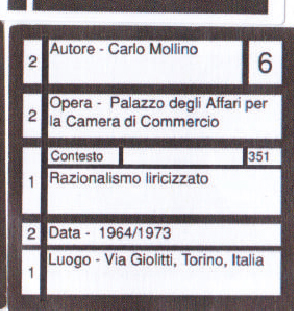 2 Autore - Carlo Mollino 6
2 Opera - Palazzo degli Affari per
la Camera di Commercio
Contesto 351
1 Razionalismo liricizzato
2 Data - 1964/1973
1 Luogo - Via Giolitti, Torino, Italia